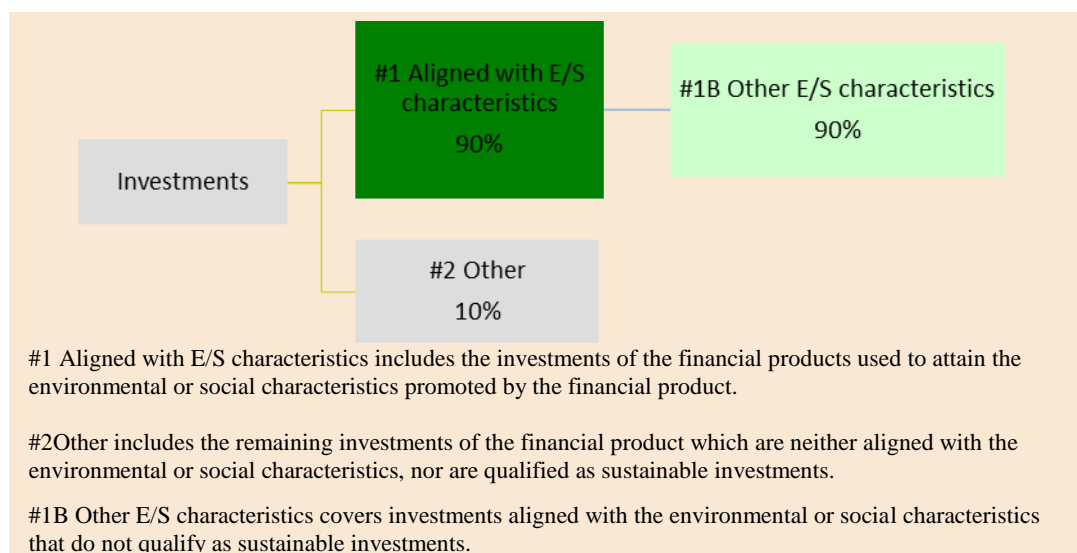 #1 Aligned with E/S
characteristics
90%
#1B Other E/S characteristics
90%
Investments
#2 Other
10%
#1 Aligned with E/S characteristics includes the investments of the financial products used to attain the
environmental or social characteristics promoted by the financial product.
#2Other includes the remaining investments of the financial product which are neither aligned with the
environmental or social characteristics, nor are qualified as sustainable investments.
#1B Other E/S characteristics covers investments aligned with the environmental or social characteristics
that do not qualify as sustainable investments.